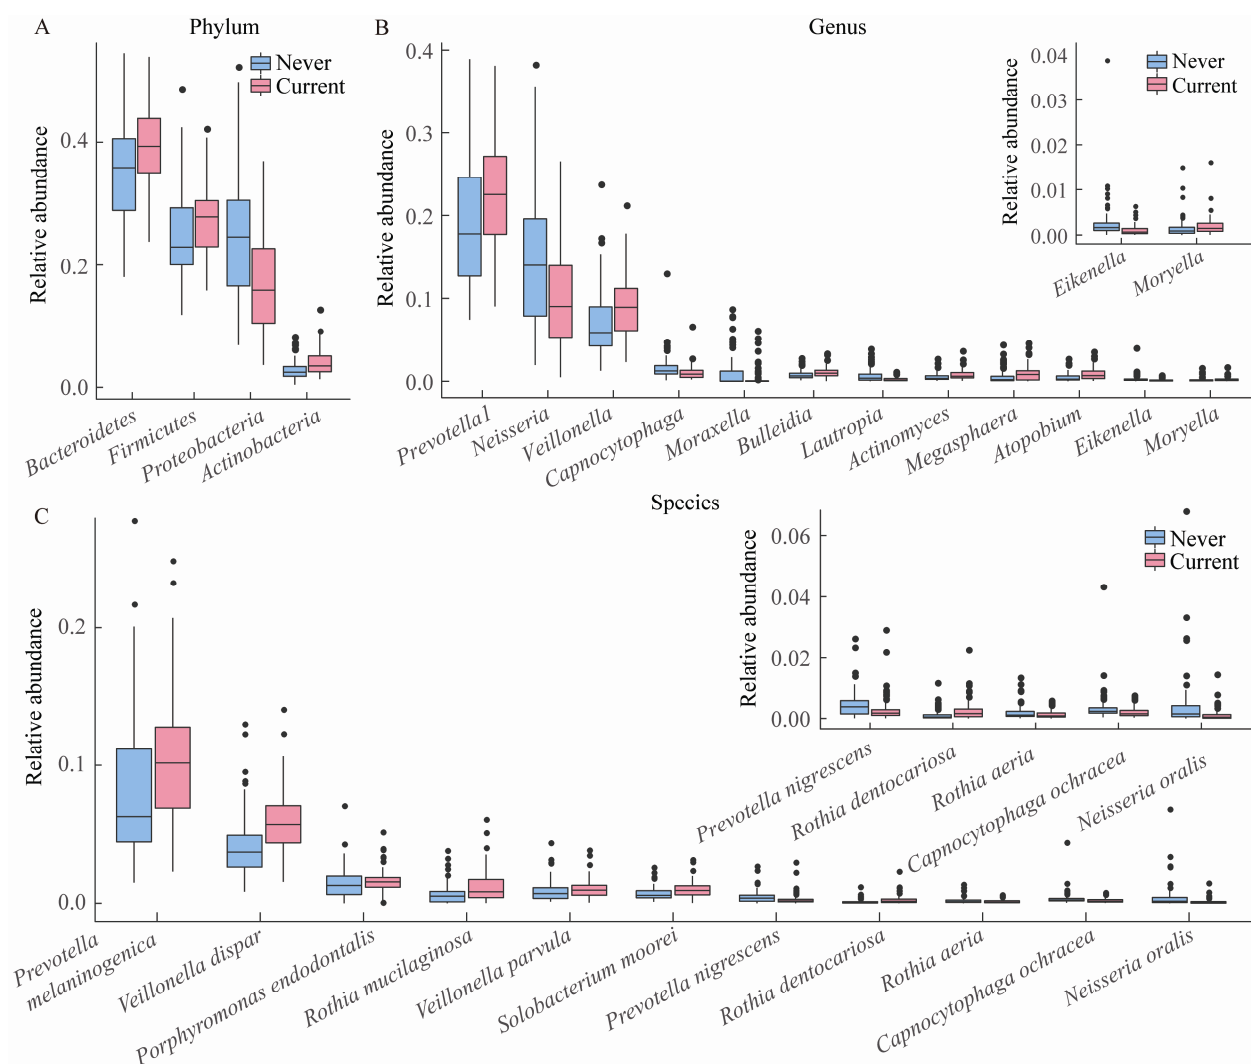 A
Phylum
Never
Current
Relative abundance
0.4
0.2
0.0
Bacteroidetes
Firmicutes
Proteobacteria
Actinobacteria
B
Genus
Relative abundance
0.4
0.3
0.2
0.1
0.0
Prevotella1
Neisseria
Veillonella
Capnocytophaga
Moraxella
Bulleidia
Lautropia
Actinomyces
Megasphaera
Atopobium
Eikenella
Moryella
Never
Current
Relative abundance
0.04
0.03
0.02
0.01
0.00
Eikenella
Moryella
C
Species
Relative abundance
0.2
0.1
0.0
Prevotella
melaninogenica
Veillonella dispar
Porphyromonas endodontalis
Rothia mucilaginosa
Veillonella parvula
Solobacterium moorei
Prevotella nigrescens
Rothia dentocariosa
Rothia aeria
Capnocytophaga ochracea
Neisseria oralis
Never
Current
Relative abundance
0.06
0.04
0.02
0.00
Prevotella nigrescens
Rothia dentocariosa
Rothia aeria
Capnocytophaga ochracea
Neisseria oralis